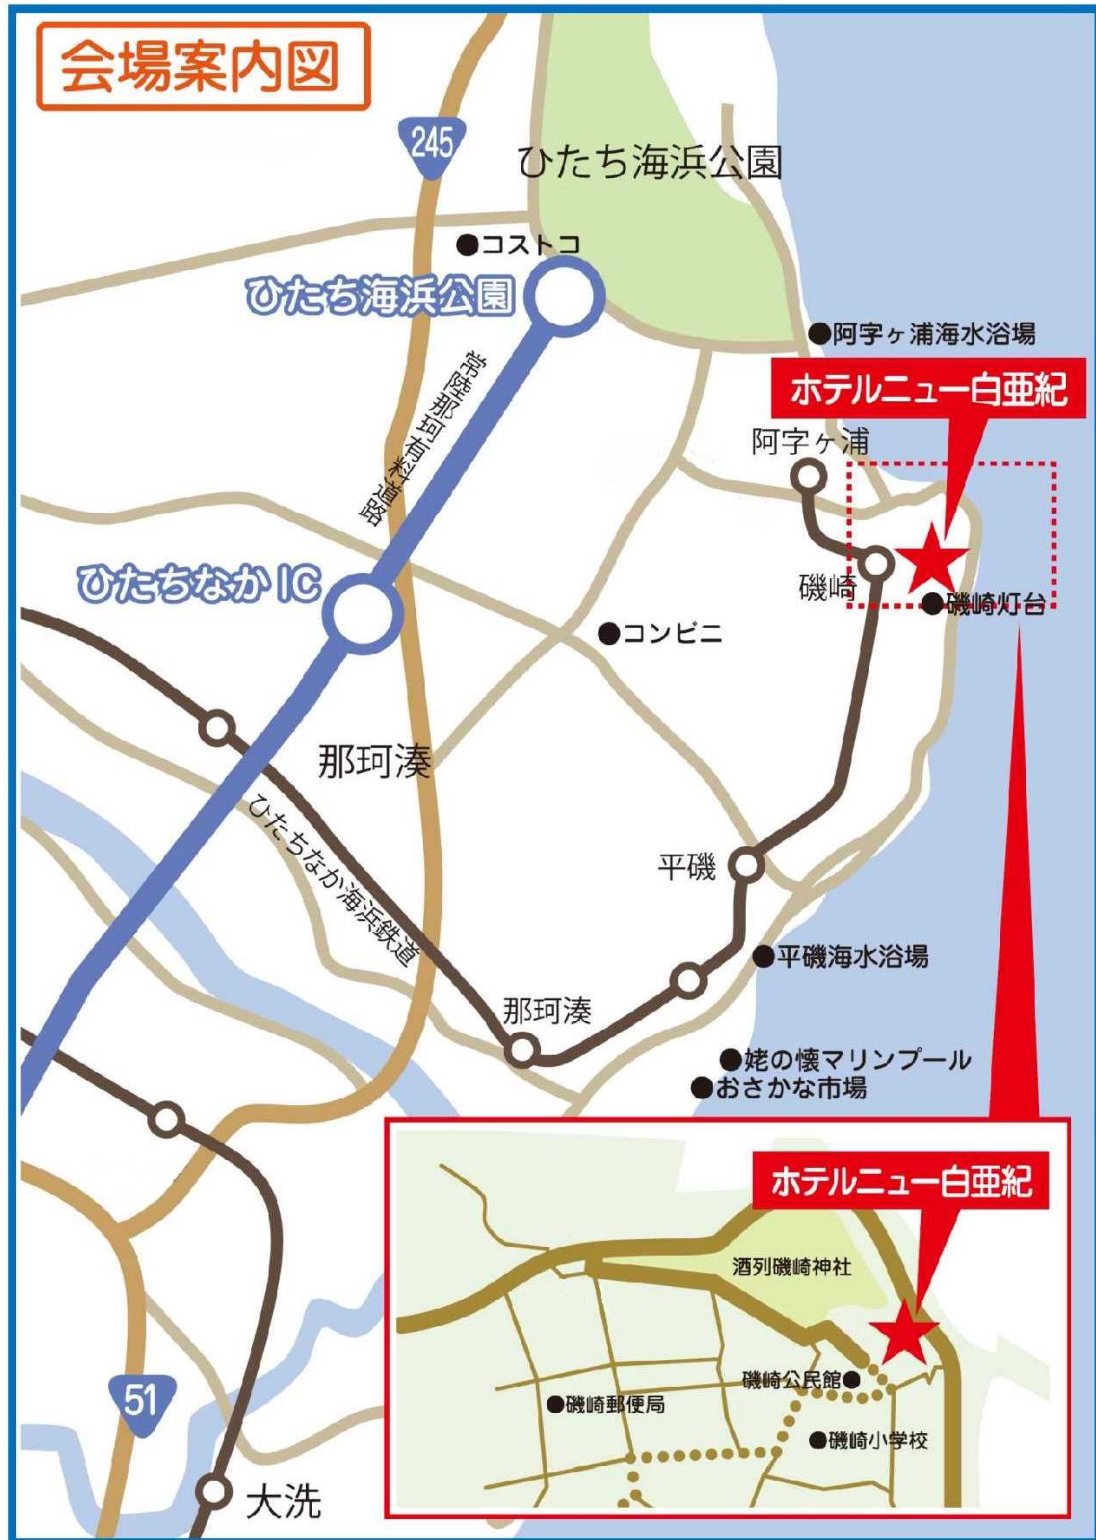 会場案内図
245
ひたち海浜公園
コストコ
ひたち海浜公園
阿字ヶ浦海水浴場
ホテルニュー白亜紀
常陸那珂有料道路
阿字ヶ浦
ひたちなかIC
磯崎
磯崎灯台
コンビニ
那珂湊
ひたちなか海浜鉄道
平磯
平磯海水浴場
那珂湊
姥の懐マリンプール
おさかな市場
ホテルニュー白亜紀
酒列磯崎神社
磯崎公民館
磯崎郵便局
磯崎小学校
51
大洗